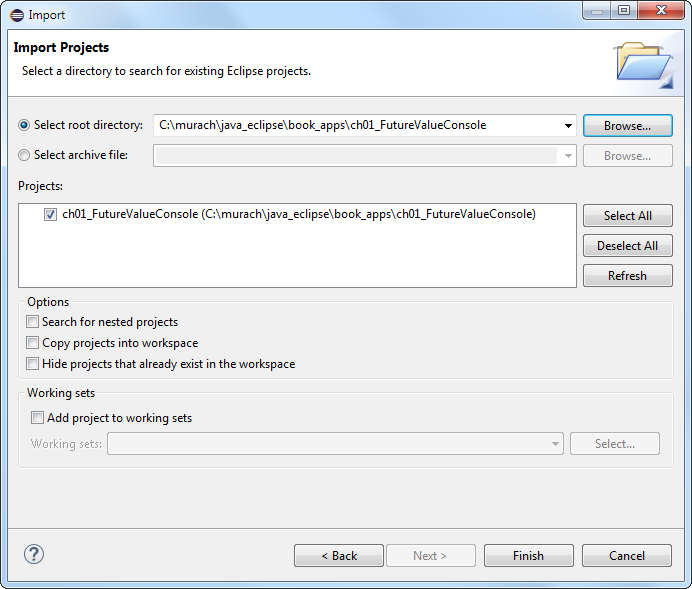 Import
Import Projects
Select a directory to search for existing Eclipse projects.
Select root directory: C:\murach\java_eclipse\book_apps\ch01_FutureValueConsole Browse...
Select archive file: Browse...
Projects:
ch01_FutureValueConsole (C:\murach\java_eclipse\book_apps\ch01_FutureValueConsole) Select All
Deselect All
Refresh
Options
Search for nested projects
Copy projects into workspace
Hide projects that already exist in the workspace
Working sets
Add project to working sets
Working sets: Select...
? < Back Next > Finish Cancel